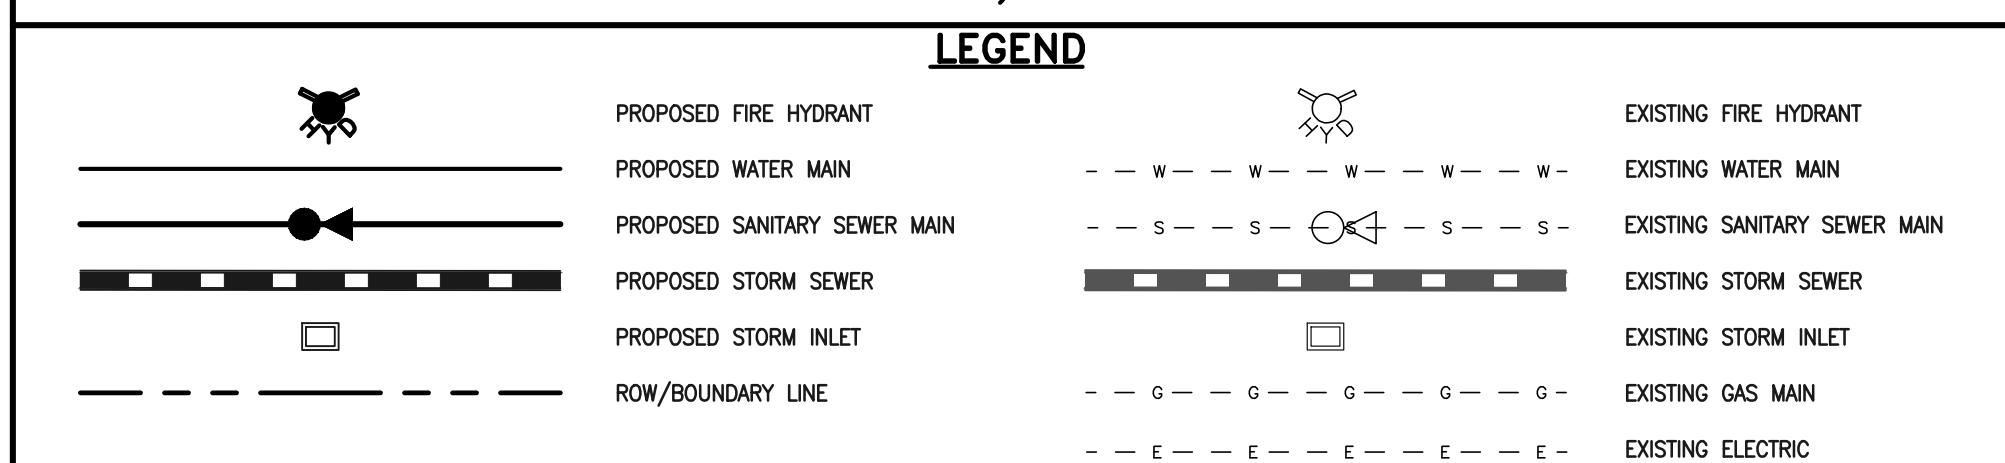 LEGEND
HYD PROPOSED FIRE HYDRANT HYD EXISTING FIRE HYDRANT
PROPOSED WATER MAIN W W W W W EXISTING WATER MAIN
PROPOSED SANITARY SEWER MAIN S S S S S EXISTING SANITARY SEWER MAIN
PROPOSED STORM SEWER EXISTING STORM SEWER
PROPOSED STORM INLET EXISTING STORM INLET
ROW/BOUNDARY LINE G G G G G EXISTING GAS MAIN
E E E E E EXISTING ELECTRIC